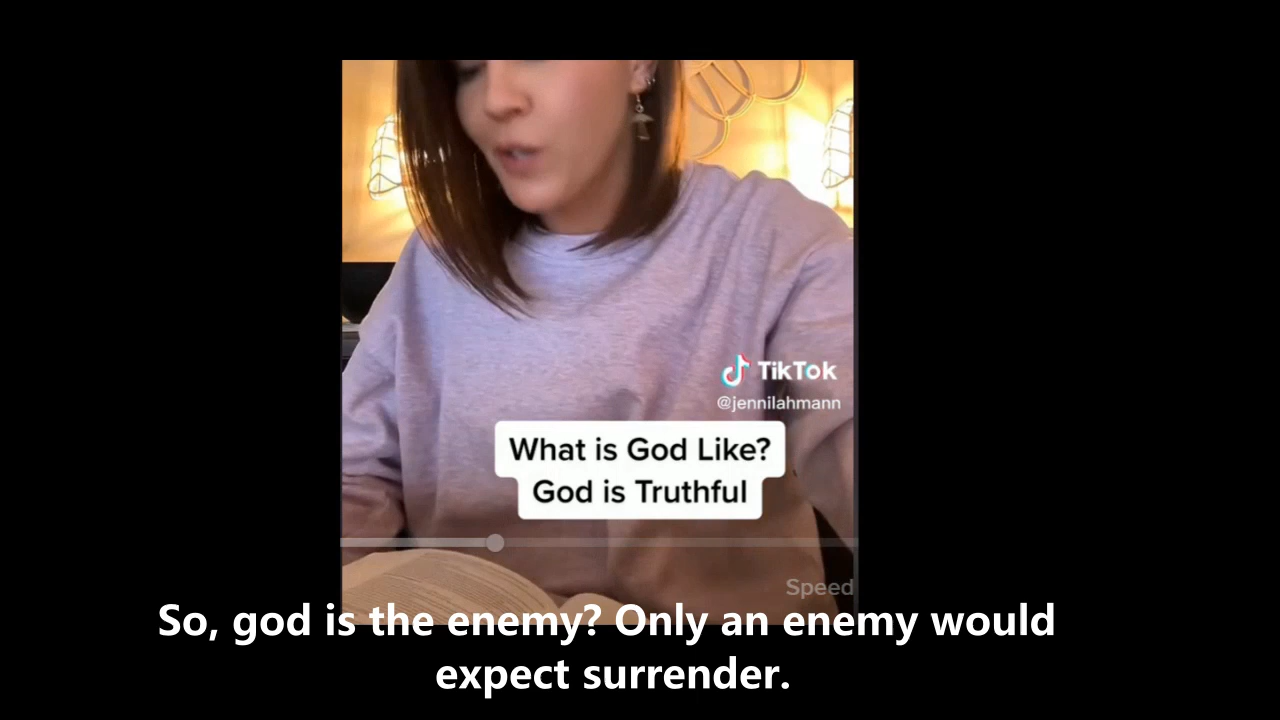 TikTok
@jennilahmann
What is God Like?
God is Truthful
Speed
So, god is the enemy? Only an enemy would
expect surrender.